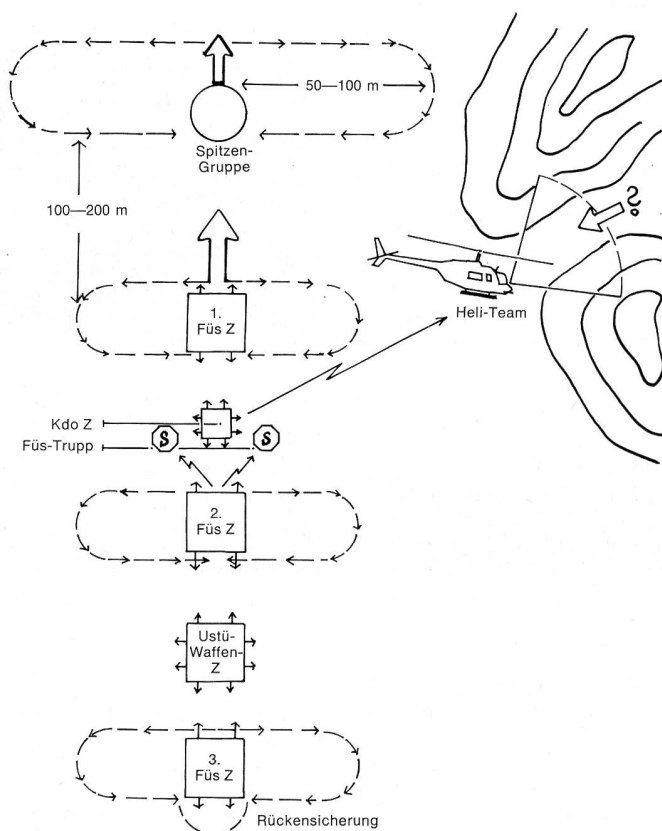 50—100 m
Spitzen-
Gruppe
100—200 m
?
Heli-Team
1.
Füs Z
Kdo Z
Füs-Trupp
S
S
2.
Füs Z
Ustü-
Waffen-
Z
3.
Füs Z
Rückensicherung